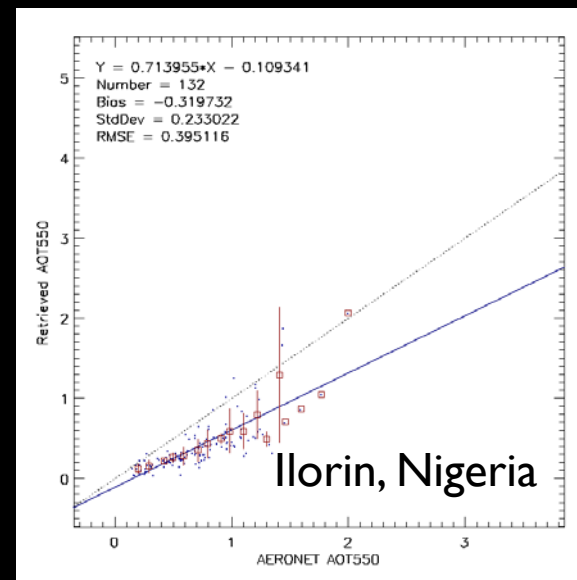 Y = 0.713955*X - 0.109341
Number = 132
Bias = -0.319732
StdDev = 0.233022
RMSE = 0.395116
5
4
3
2
1
0
Retrieved AOT550
Ilorin, Nigeria
0 1 2 3
AERONET AOT550